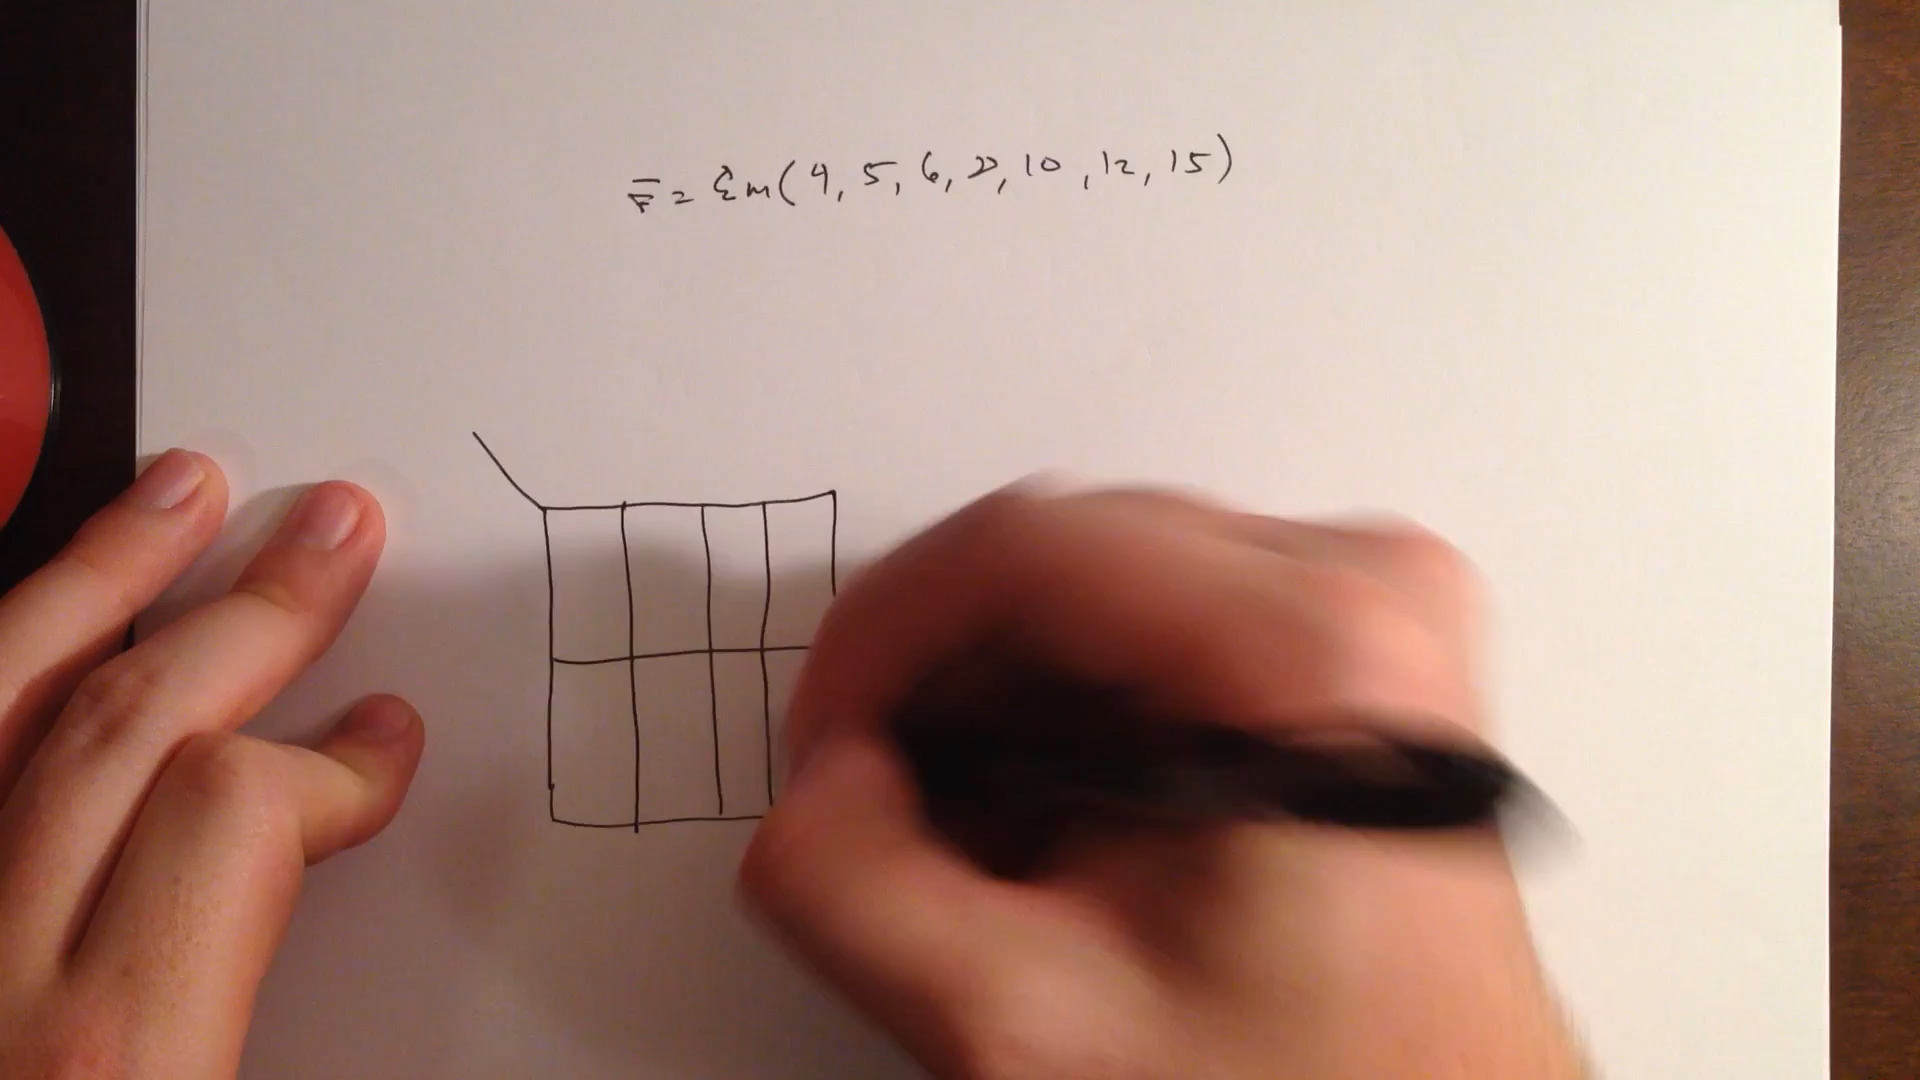 F̅ = Σm(4, 5, 6, 7, 10, 12, 15)